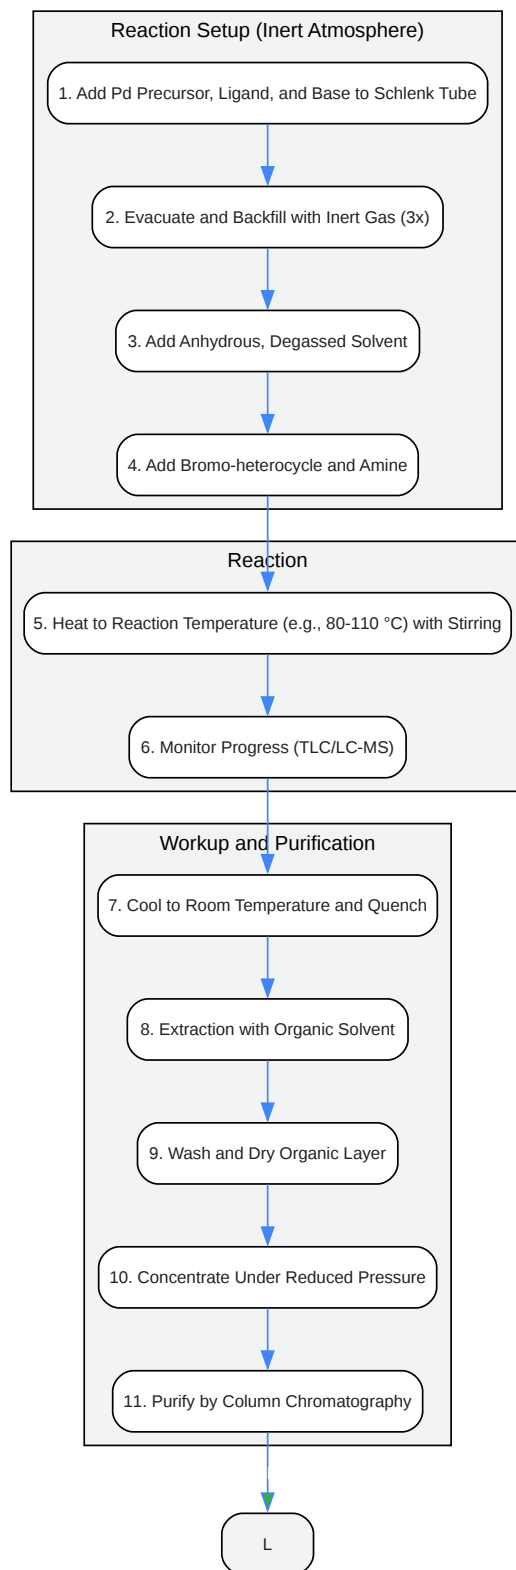 Reaction Setup (Inert Atmosphere)
1. Add Pd Precursor, Ligand, and Base to Schlenk Tube
2. Evacuate and Backfill with Inert Gas (3x)
3. Add Anhydrous, Degassed Solvent
4. Add Bromo-heterocycle and Amine
Reaction
5. Heat to Reaction Temperature (e.g., 80-110 °C) with Stirring
6. Monitor Progress (TLC/LC-MS)
Workup and Purification
7. Cool to Room Temperature and Quench
8. Extraction with Organic Solvent
9. Wash and Dry Organic Layer
10. Concentrate Under Reduced Pressure
11. Purify by Column Chromatography
L